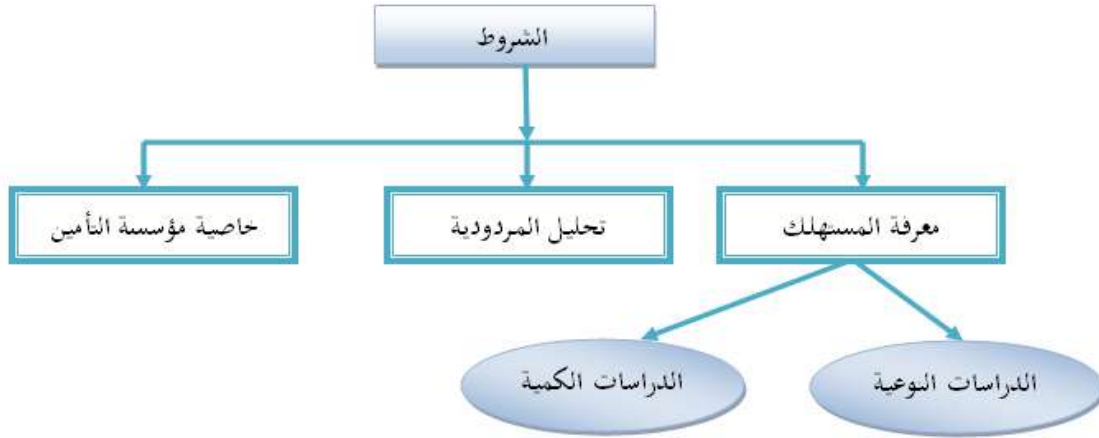 الشروط
معرفة المستهلك
تحليل المردودية
خاصية مؤسسة التأمين
الدراسات النوعية
الدراسات الكمية